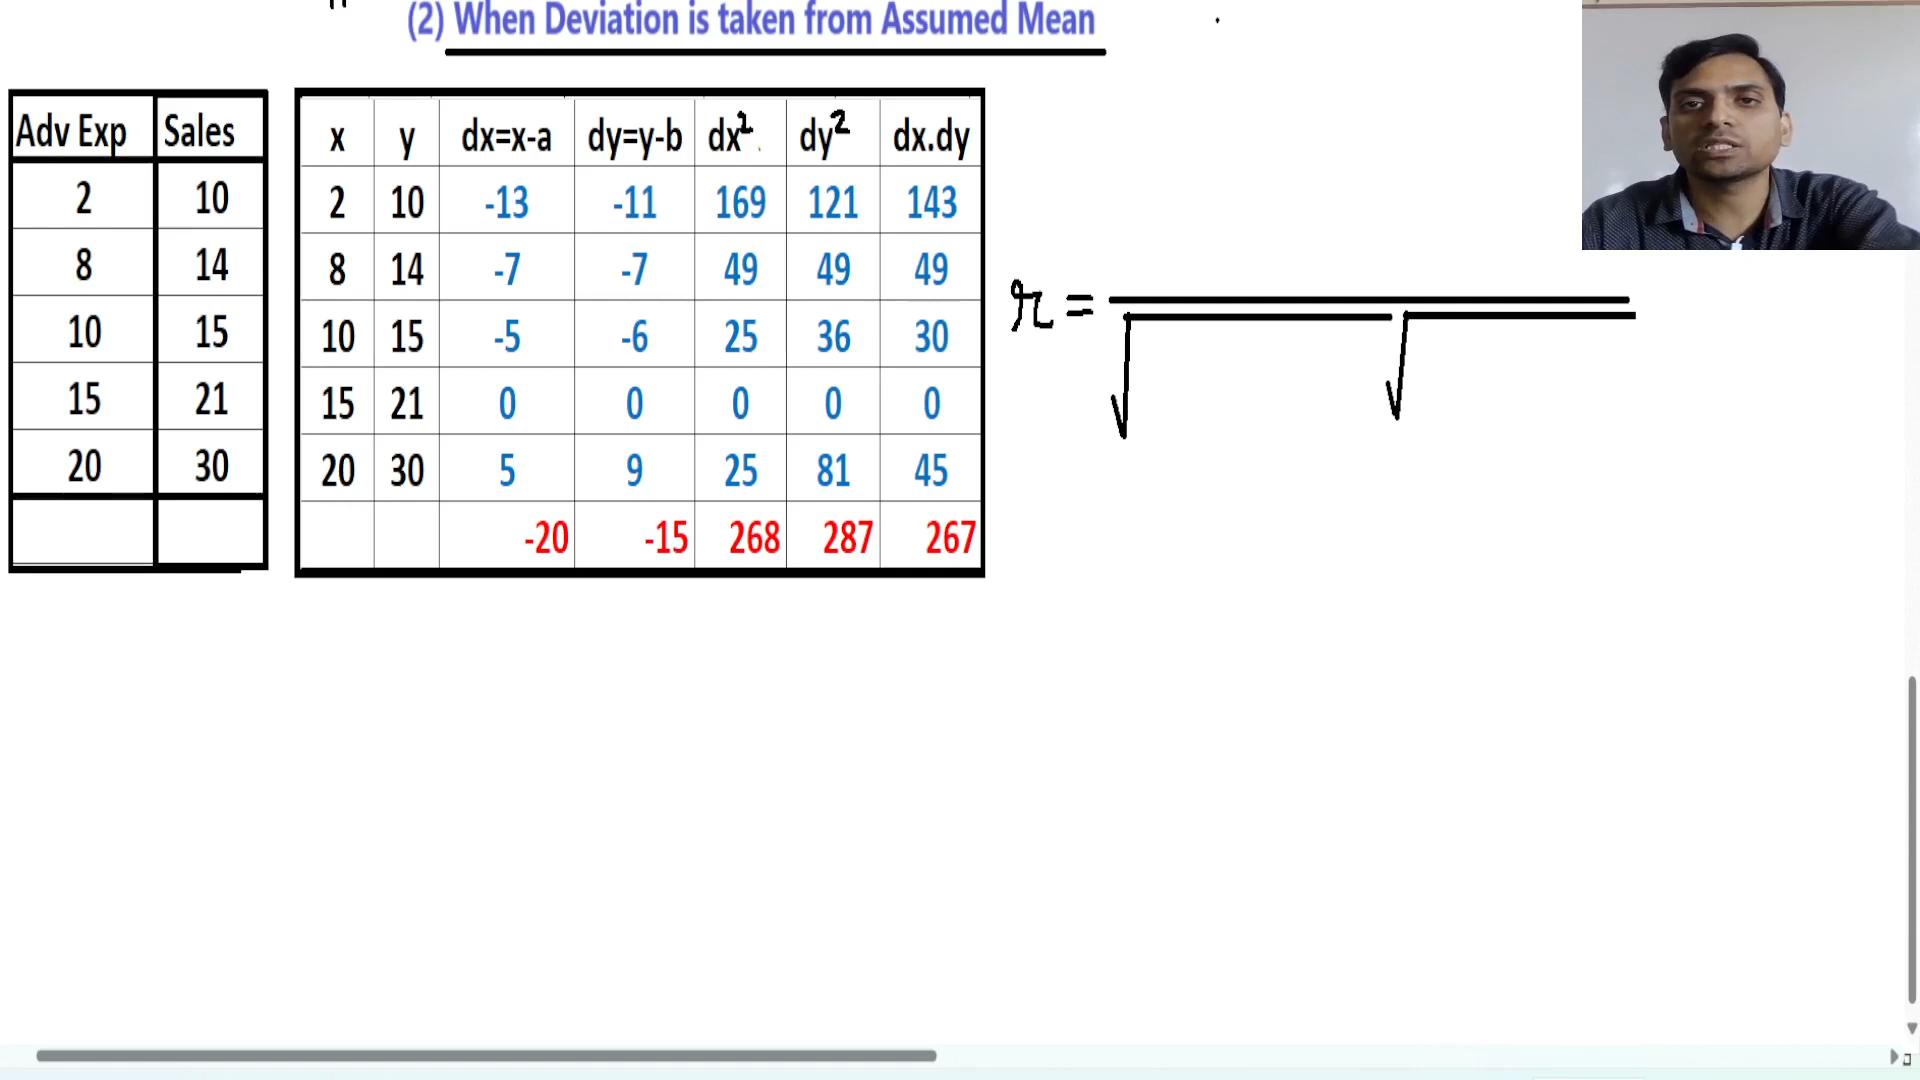 (2) When Deviation is taken from Assumed Mean
Adv Exp Sales
2 10
8 14
10 15
15 21
20 30
x y dx=x-a dy=y-b dx² dy² dx.dy
2 10 -13 -11 169 121 143
8 14 -7 -7 49 49 49
10 15 -5 -6 25 36 30
15 21 0 0 0 0 0
20 30 5 9 25 81 45
-20 -15 268 287 267
r =
√ √